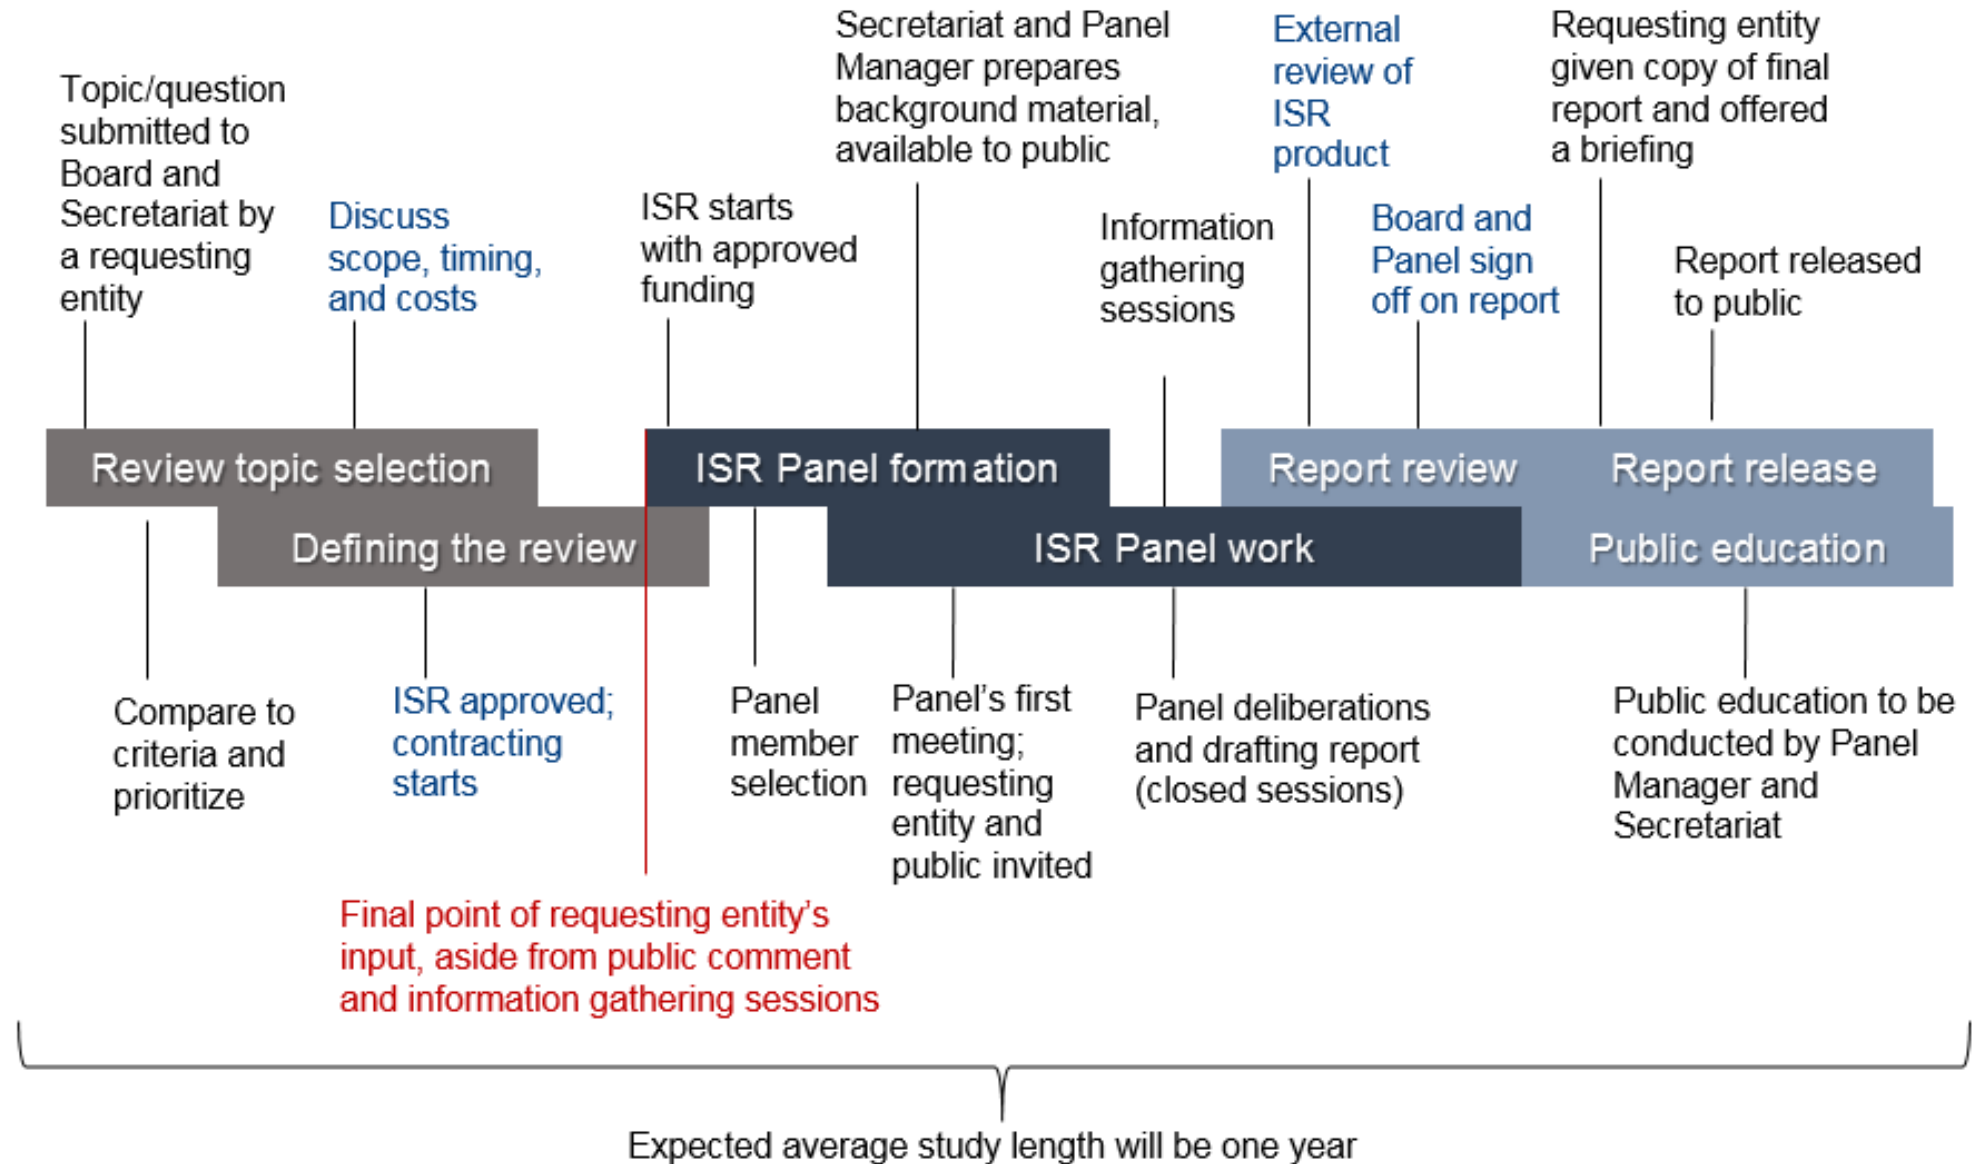 Topic/question
submitted to
Board and
Secretariat by
a requesting
entity
Discuss
scope, timing,
and costs
ISR starts
with approved
funding
Secretariat and Panel
Manager prepares
background material,
available to public
Information
gathering
sessions
External
review of
ISR
product
Board and
Panel sign
off on report
Requesting entity
given copy of final
report and offered
a briefing
Report released
to public
Review topic selection
ISR Panel formation
Report review
Report release
Defining the review
ISR Panel work
Public education
Compare to
criteria and
prioritize
ISR approved;
contracting
starts
Panel
member
selection
Panel’s first
meeting;
requesting
entity and
public invited
Panel deliberations
and drafting report
(closed sessions)
Public education to be
conducted by Panel
Manager and
Secretariat
Final point of requesting entity’s
input, aside from public comment
and information gathering sessions
Expected average study length will be one year